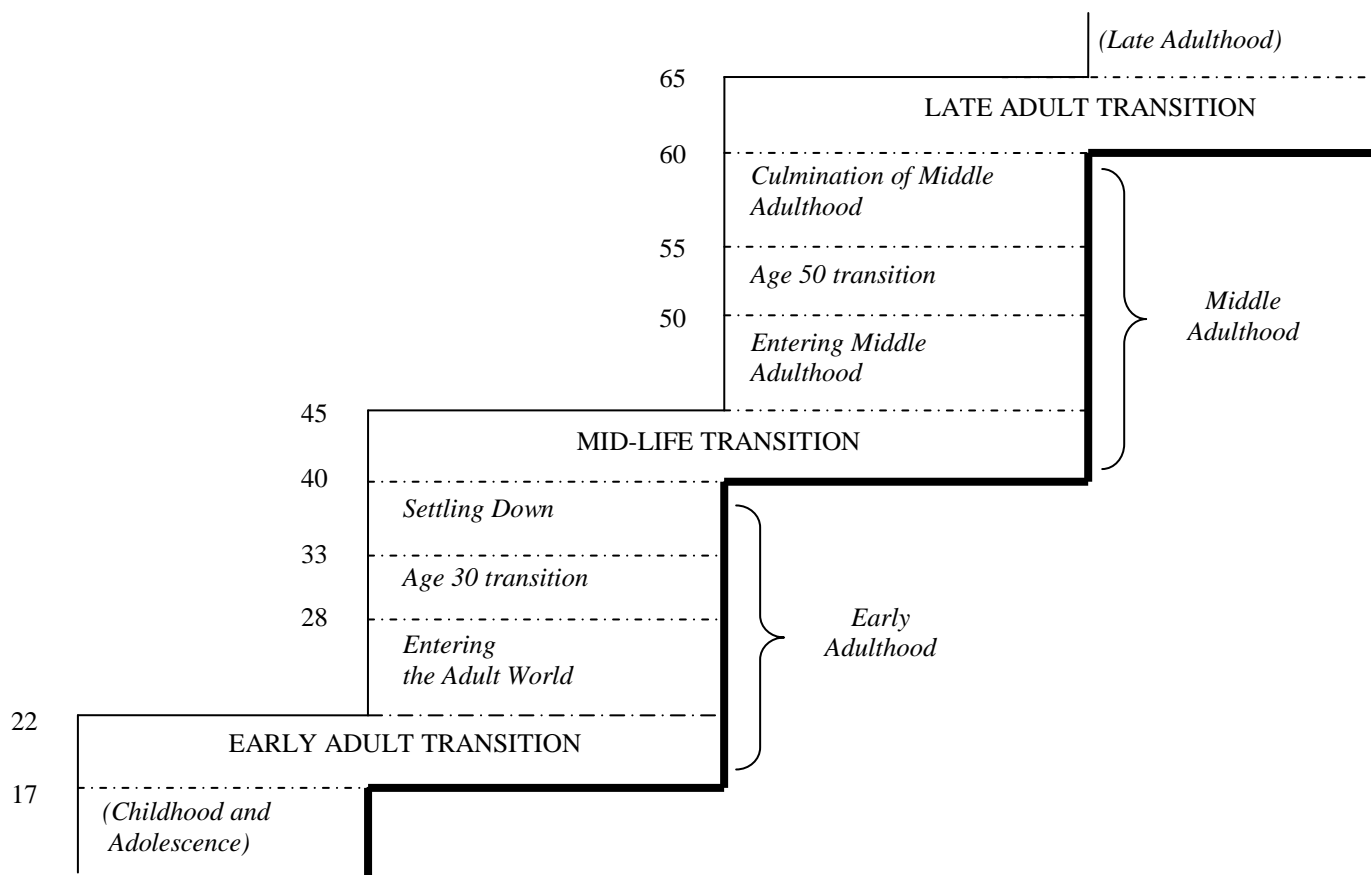 (Late Adulthood)
65
LATE ADULT TRANSITION
60
Culmination of Middle
Adulthood
55
Age 50 transition
50
Middle
Adulthood
Entering Middle
Adulthood
45
MID-LIFE TRANSITION
40
Settling Down
33
Age 30 transition
28
Early
Adulthood
Entering
the Adult World
22
EARLY ADULT TRANSITION
17
(Childhood and
Adolescence)